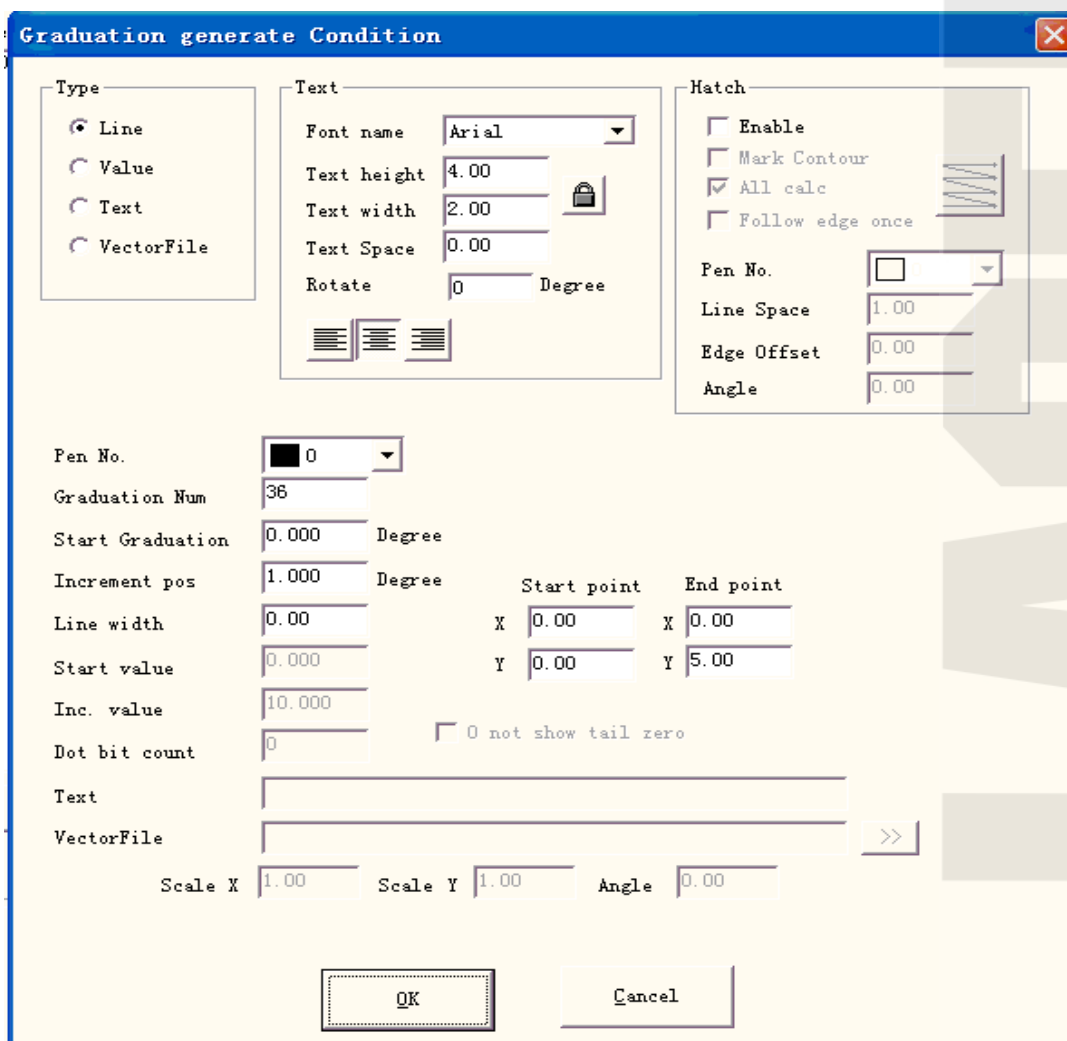 Graduation generate Condition
Type
Line
Value
Text
VectorFile
Text
Font name Arial
Text height 4.00
Text width 2.00
Text Space 0.00
Rotate 0 Degree
Hatch
Enable
Mark Contour
All calc
Follow edge once
Pen No.
Line Space 1.00
Edge Offset 0.00
Angle 0.00
Pen No. 0
Graduation Num 36
Start Graduation 0.000 Degree
Increment pos 1.000 Degree
Line width 0.00
Start value 0.000
Inc. value 10.000
Dot bit count 0
Start point End point
X 0.00 X 0.00
Y 0.00 Y 5.00
0 not show tail zero
Text
VectorFile >>
Scale X 1.00 Scale Y 1.00 Angle 0.00
OK Cancel